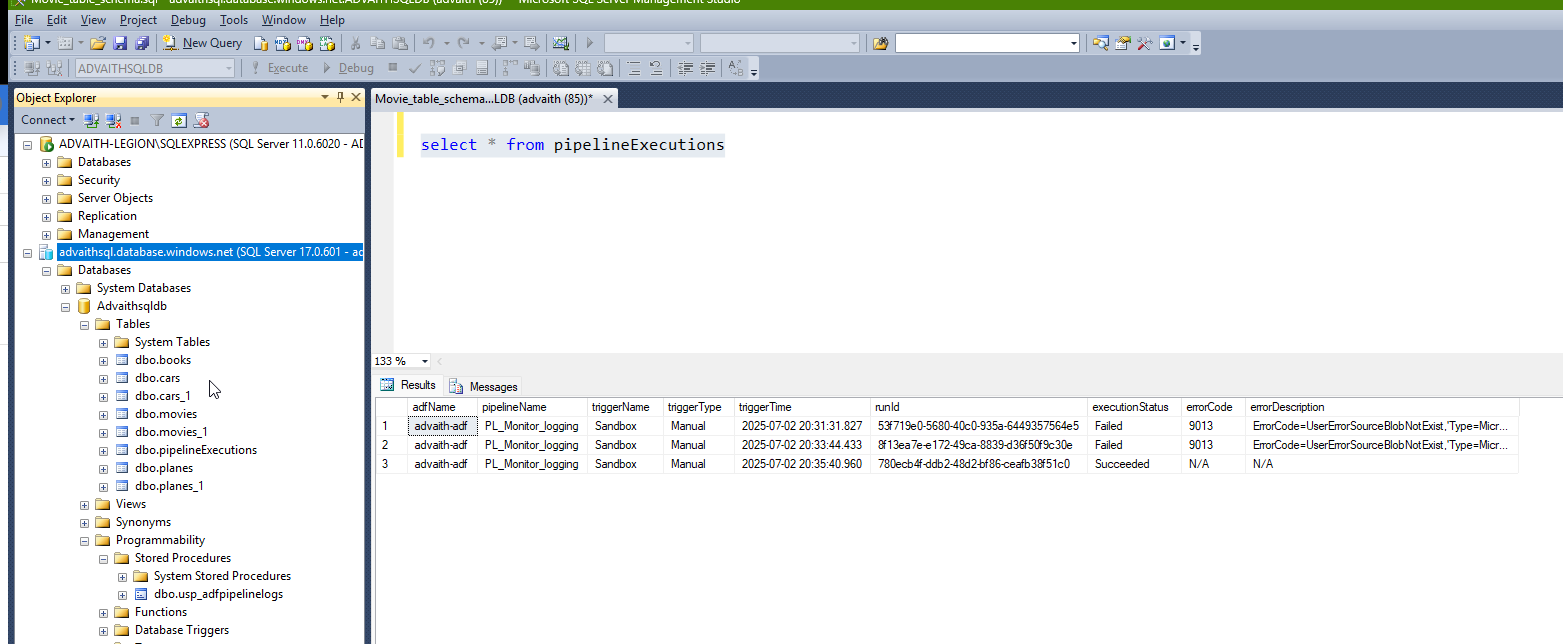 Movie_table_schema.sql - advaithsql.database.windows.net.ADVAITHSQLDB (advaith (85))* - Microsoft SQL Server Management Studio
File Edit View Project Debug Tools Window Help
New Query
ADVAITHSQLDB Execute Debug
Object Explorer
Connect
ADVAITH-LEGION\SQLEXPRESS (SQL Server 11.0.6020 - AD
Databases
Security
Server Objects
Replication
Management
advaithsql.database.windows.net (SQL Server 17.0.601 - ad
Databases
System Databases
Advaithsqldb
Tables
System Tables
dbo.books
dbo.cars
dbo.cars_1
dbo.movies
dbo.movies_1
dbo.pipelineExecutions
dbo.planes
dbo.planes_1
Views
Synonyms
Programmability
Stored Procedures
System Stored Procedures
dbo.usp_adfpipelinelogs
Functions
Database Triggers
Movie_table_schema...LDB (advaith (85))*
select * from pipelineExecutions
133 %
Results Messages
adfName pipelineName triggerName triggerType triggerTime runId executionStatus errorCode errorDescription
1 advaith-adf PL_Monitor_logging Sandbox Manual 2025-07-02 20:31:31.827 53f719e0-5680-40c0-935a-6449357564e5 Failed 9013 ErrorCode=UserErrorSourceBlobNotExist,'Type=Micr...
2 advaith-adf PL_Monitor_logging Sandbox Manual 2025-07-02 20:33:44.433 8f13ea7e-e172-49ca-8839-d36f50f9c30e Failed 9013 ErrorCode=UserErrorSourceBlobNotExist,'Type=Micr...
3 advaith-adf PL_Monitor_logging Sandbox Manual 2025-07-02 20:35:40.960 780ecb4f-ddb2-48d2-bf86-ceafb38f51c0 Succeeded N/A N/A